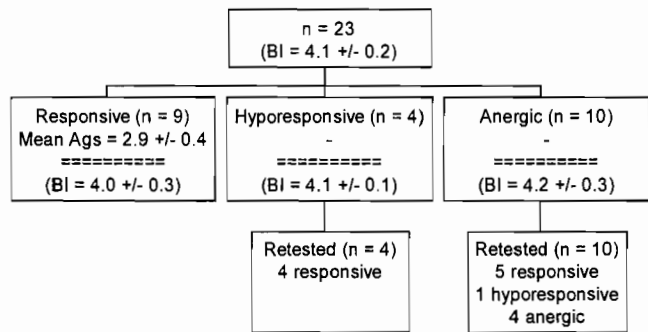 n = 23
(BI = 4.1 +/- 0.2)
Responsive (n = 9)
Mean Ags = 2.9 +/- 0.4
==========
(BI = 4.0 +/- 0.3)
Hyporesponsive (n = 4)
-
==========
(BI = 4.1 +/- 0.1)
Anergic (n = 10)
-
==========
(BI = 4.2 +/- 0.3)
Retested (n = 4)
4 responsive
Retested (n = 10)
5 responsive
1 hyporesponsive
4 anergic